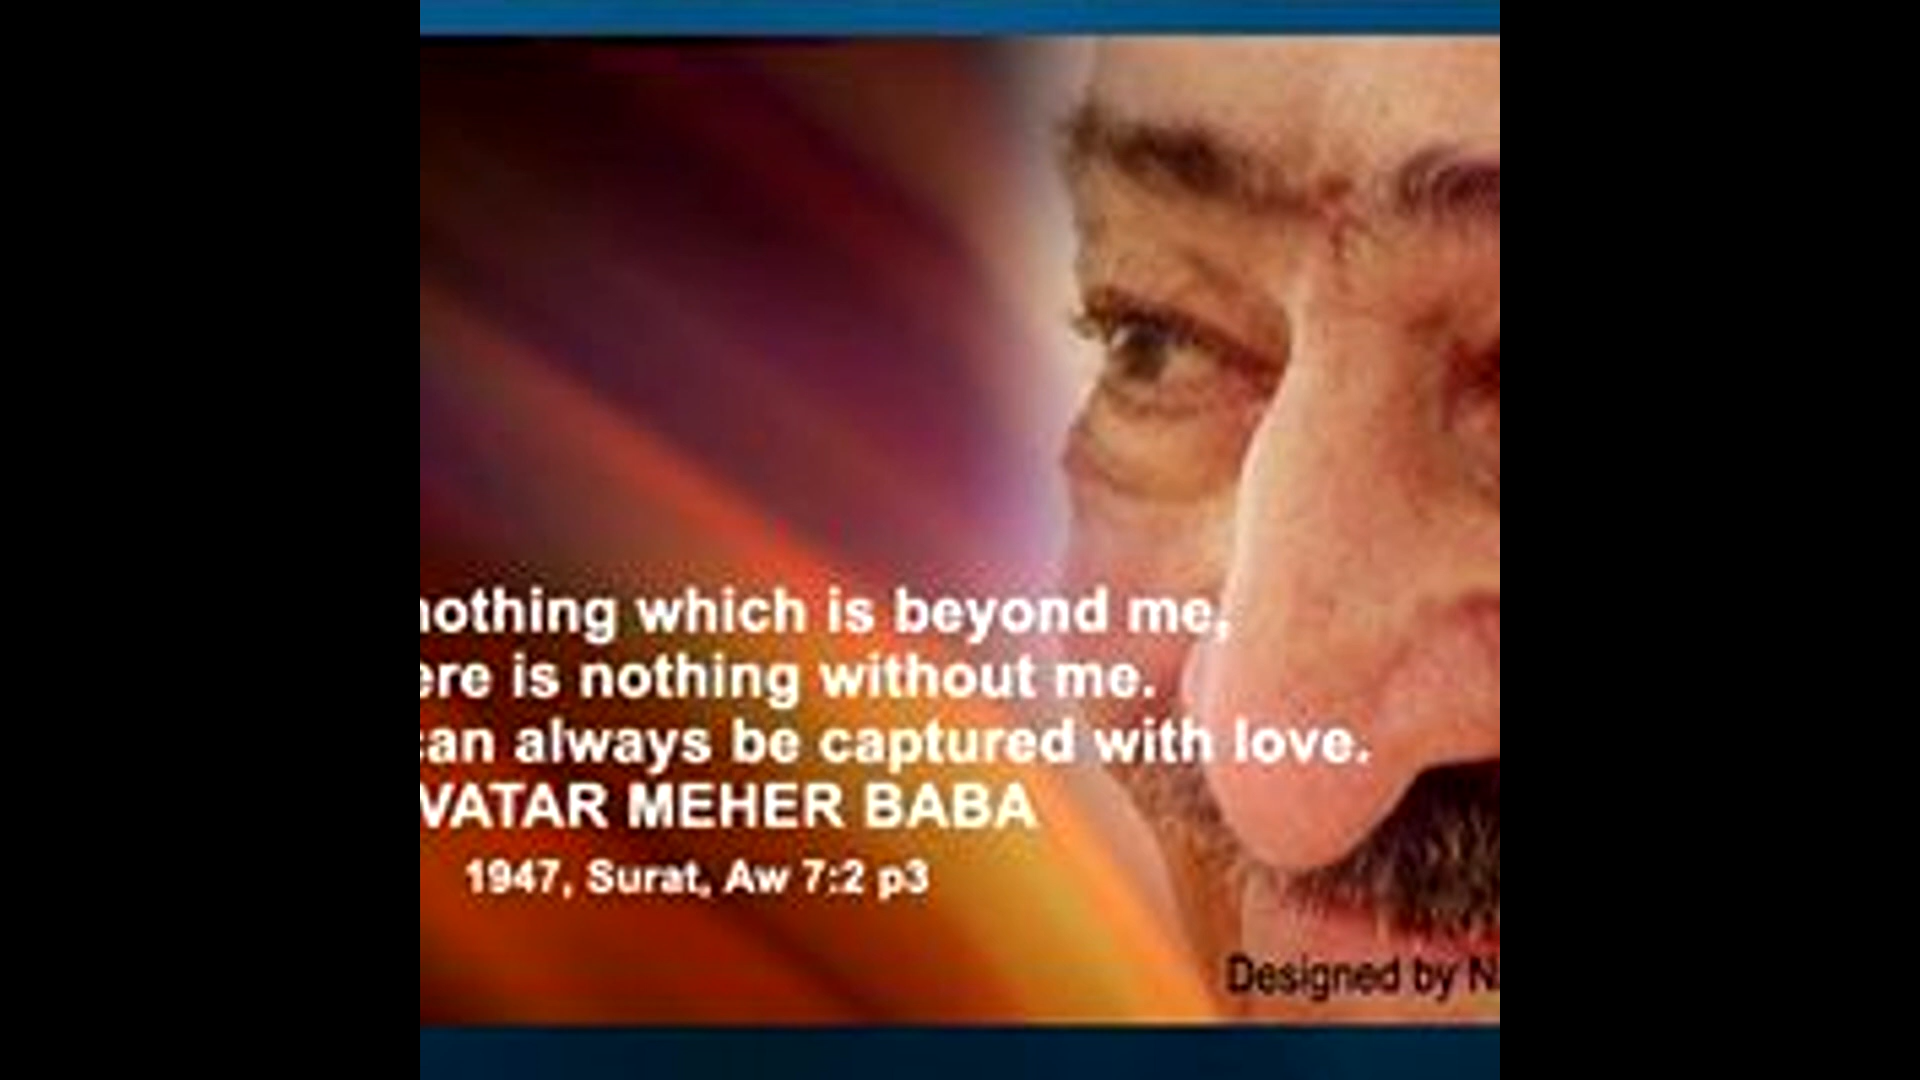 nothing which is beyond me,
ere is nothing without me.
can always be captured with love.
VATAR MEHER BABA
1947, Surat, Aw 7:2 p3
Designed by N